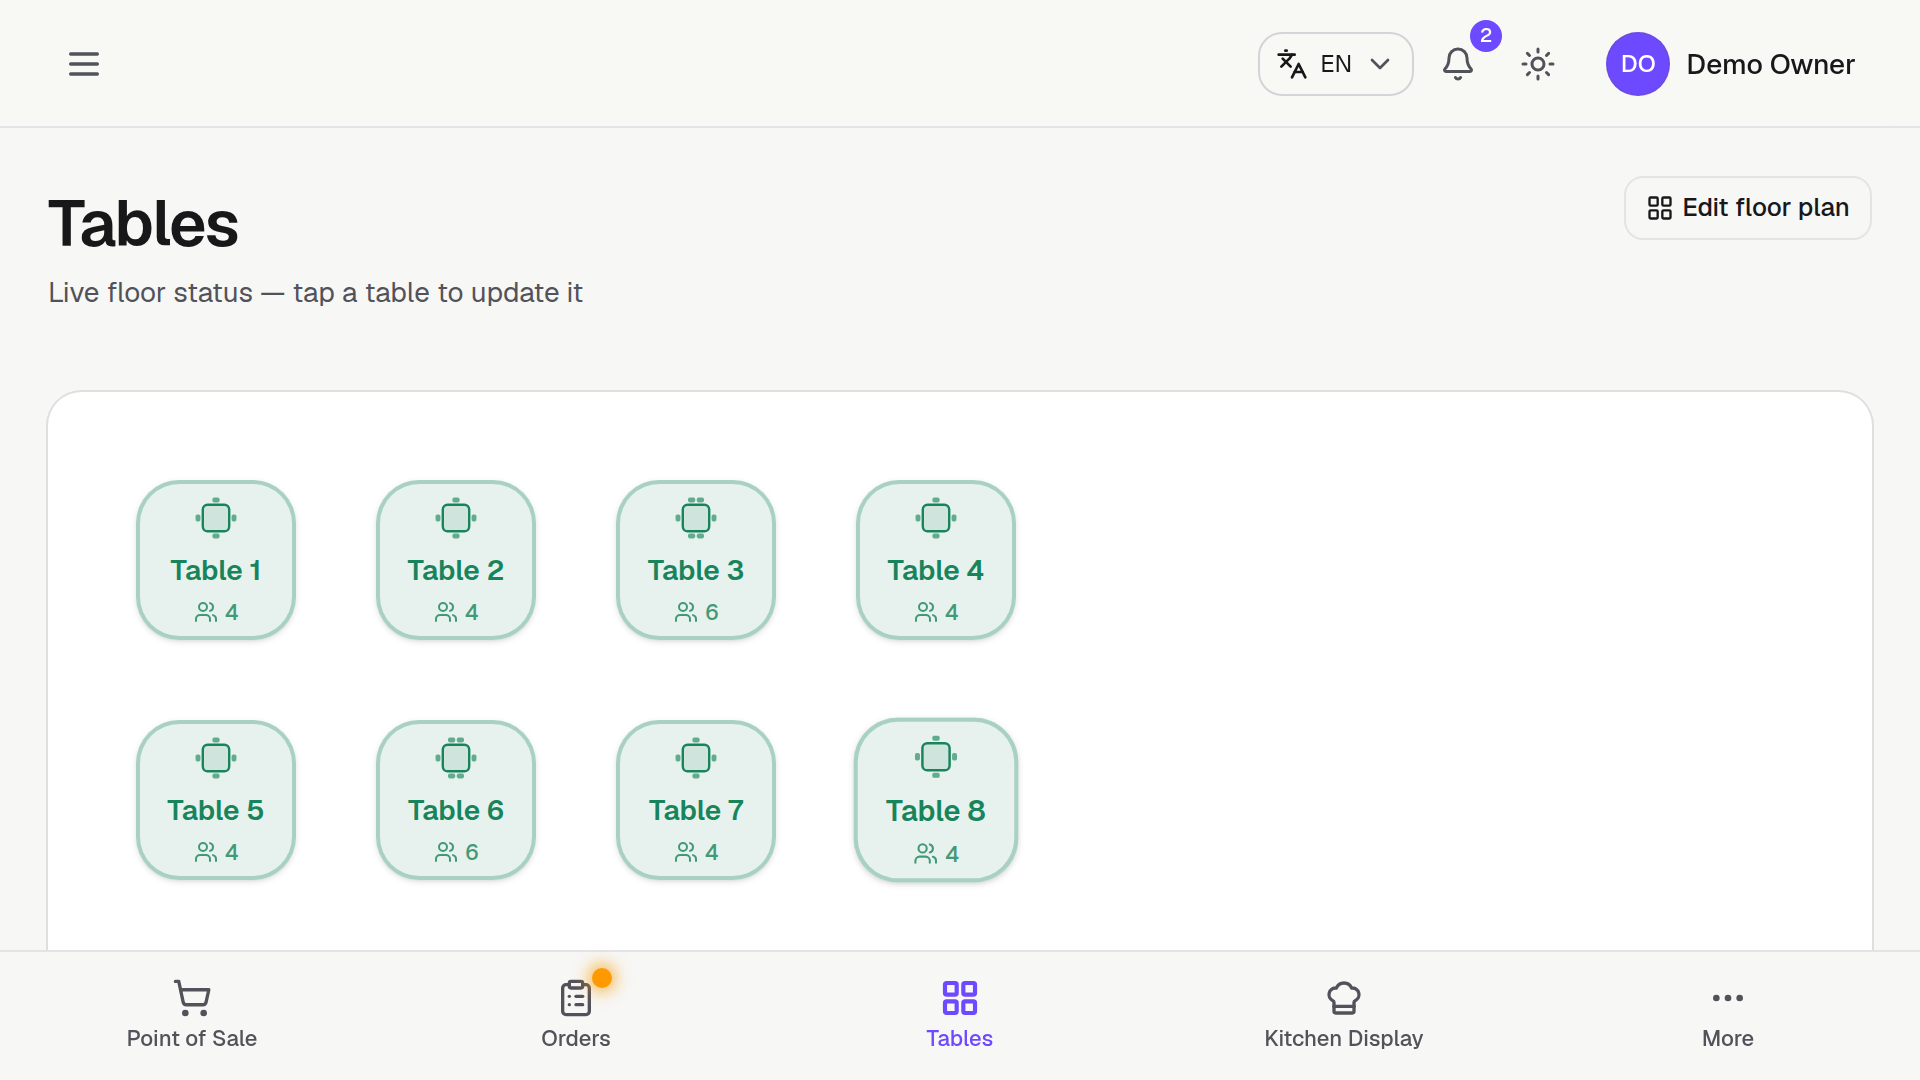 EN
2
DO
Demo Owner
Tables
Edit floor plan
Live floor status — tap a table to update it
Table 1
4
Table 2
4
Table 3
6
Table 4
4
Table 5
4
Table 6
6
Table 7
4
Table 8
4
Point of Sale
Orders
Tables
Kitchen Display
More